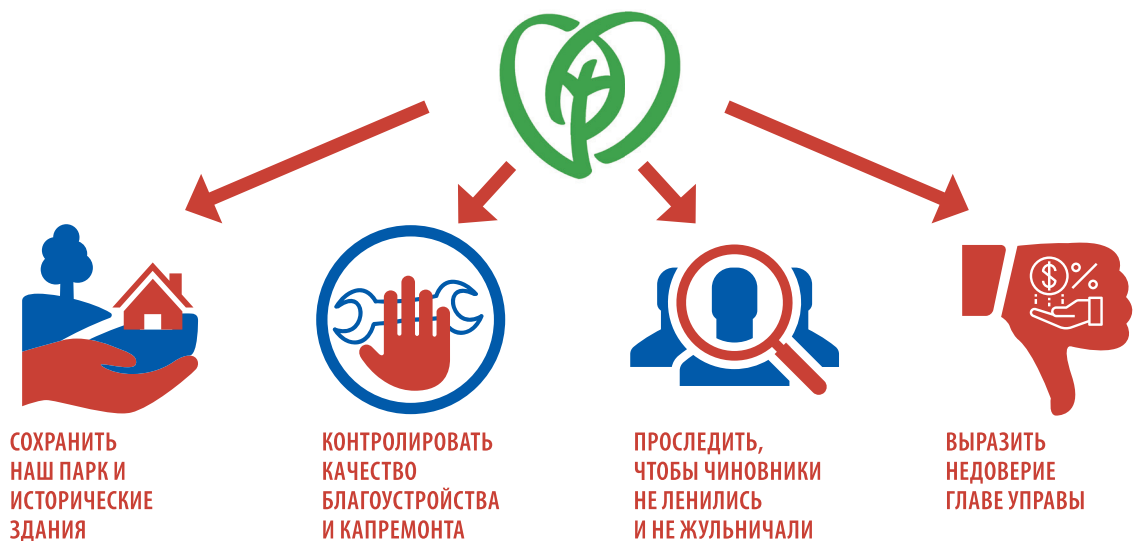 СОХРАНИТЬ
НАШ ПАРК И
ИСТОРИЧЕСКИЕ
ЗДАНИЯ
КОНТРОЛИРОВАТЬ
КАЧЕСТВО
БЛАГОУСТРОЙСТВА
И КАПРЕМОНТА
ПРОСЛЕДИТЬ,
ЧТОБЫ ЧИНОВНИКИ
НЕ ЛЕНИЛИСЬ
И НЕ ЖУЛЬНИЧАЛИ
ВЫРАЗИТЬ
НЕДОВЕРИЕ
ГЛАВЕ УПРАВЫ